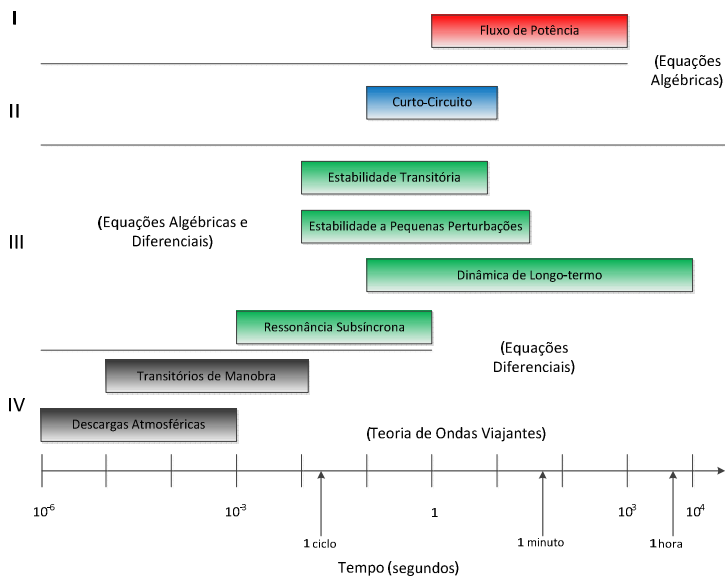 I
Fluxo de Potência
(Equações
Algébricas)
II
Curto-Circuito
Estabilidade Transitória
(Equações Algébricas e
Diferenciais)
Estabilidade a Pequenas Perturbações
III
Dinâmica de Longo-termo
Ressonância Subsíncrona
(Equações
Diferenciais)
Transitórios de Manobra
IV
Descargas Atmosféricas
(Teoria de Ondas Viajantes)
10⁻⁶ 10⁻³ 1 10³ 10⁴
1 ciclo 1 minuto 1 hora
Tempo (segundos)